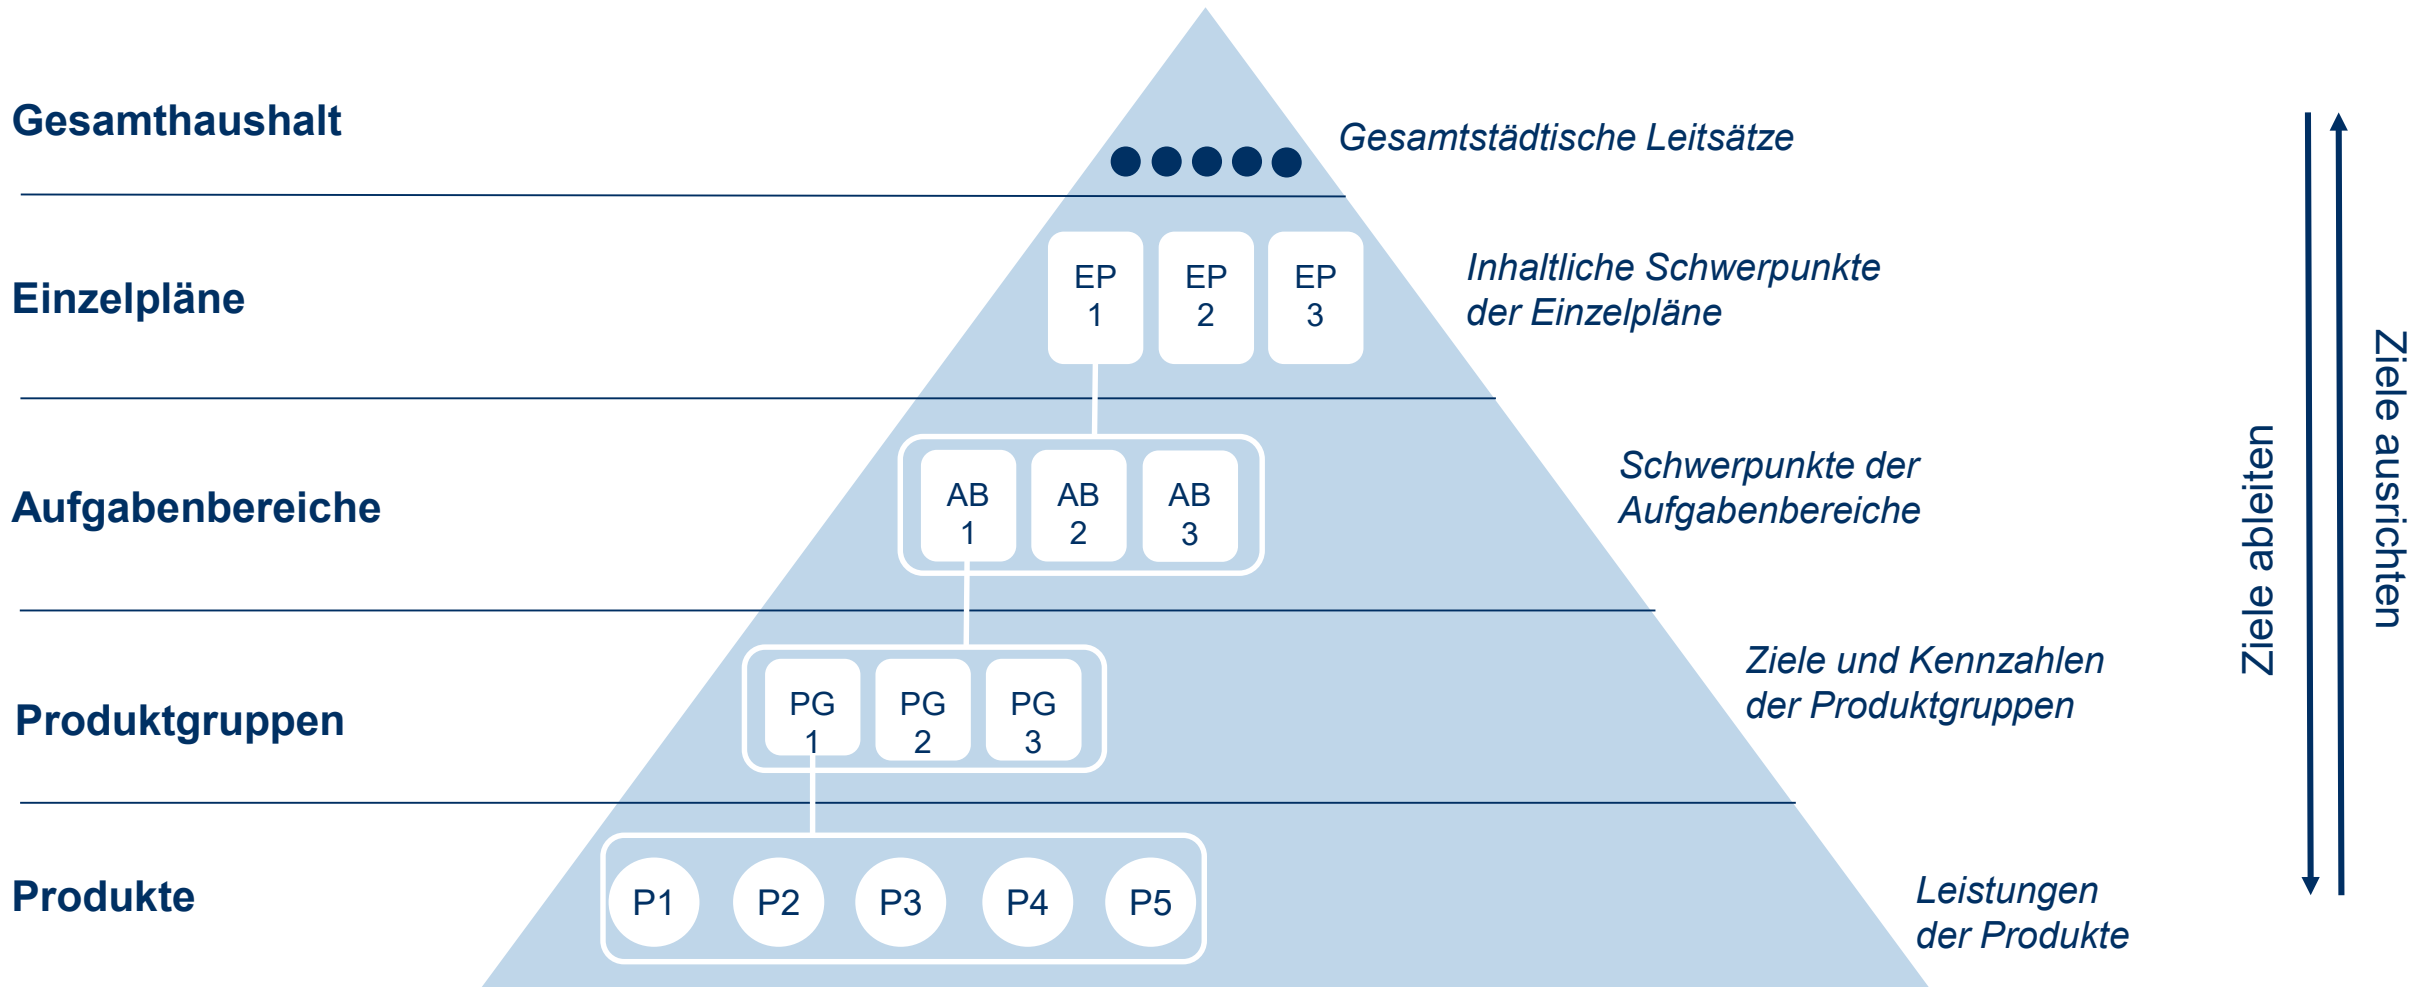 Gesamthaushalt
Gesamtstädtische Leitsätze
Einzelpläne
EP
1
EP
2
EP
3
Inhaltliche Schwerpunkte
der Einzelpläne
Aufgabenbereiche
AB
1
AB
2
AB
3
Schwerpunkte der
Aufgabenbereiche
Produktgruppen
PG
1
PG
2
PG
3
Ziele und Kennzahlen
der Produktgruppen
Produkte
P1
P2
P3
P4
P5
Leistungen
der Produkte
Ziele ableiten
Ziele ausrichten